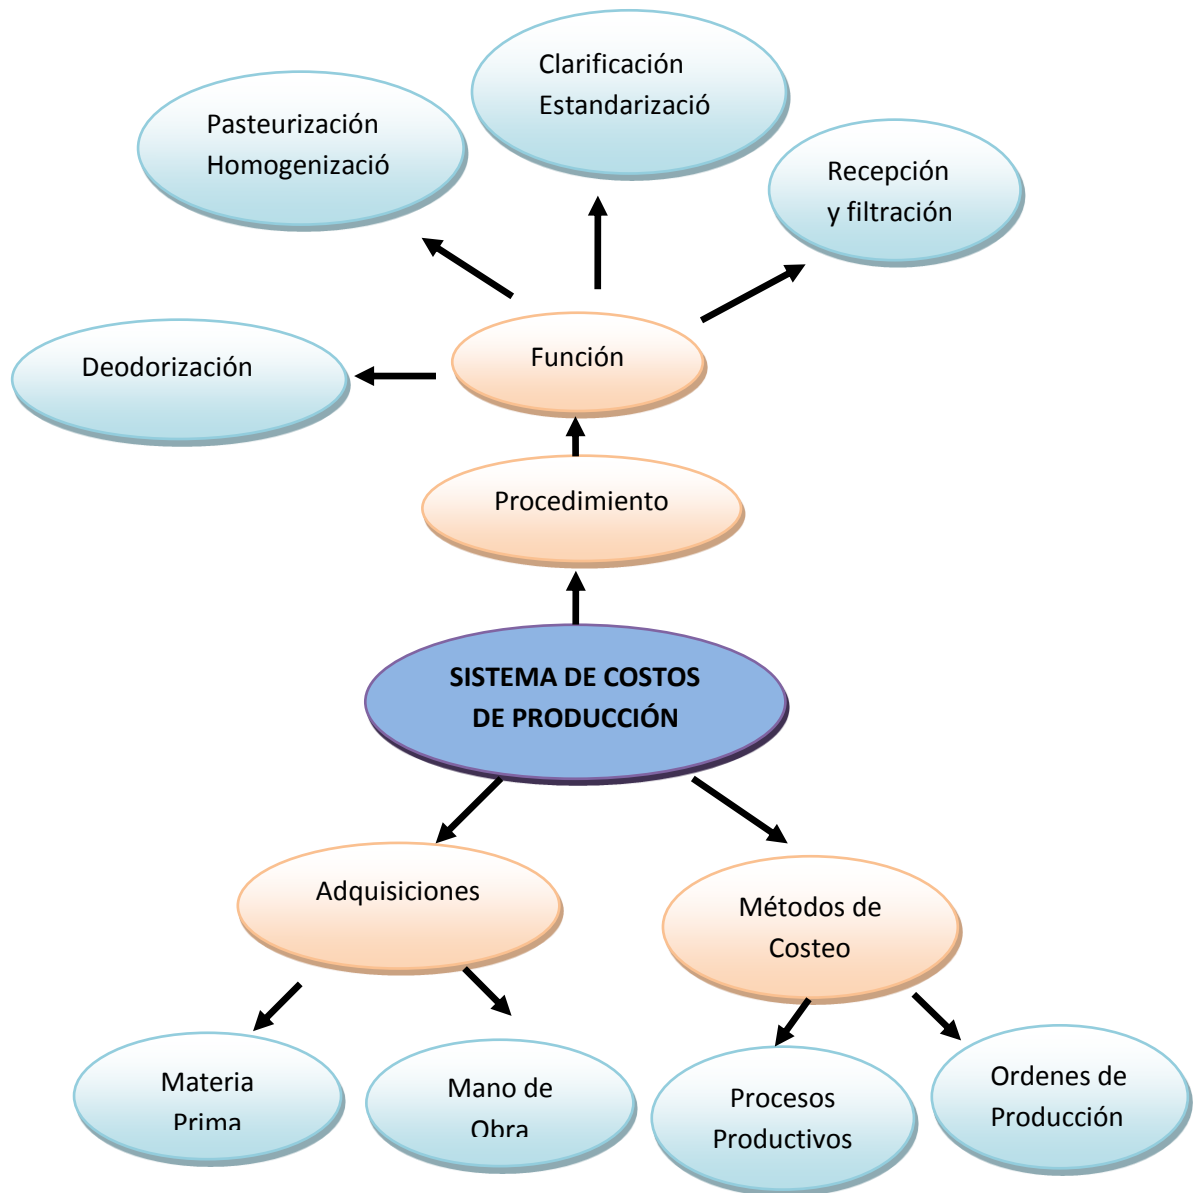 Clarificación
Estandarizació
Pasteurización
Homogenizació
Recepción
y filtración
Función
Deodorización
Procedimiento
SISTEMA DE COSTOS
DE PRODUCCIÓN
Adquisiciones
Métodos de
Costeo
Materia
Prima
Mano de
Obra
Procesos
Productivos
Ordenes de
Producción